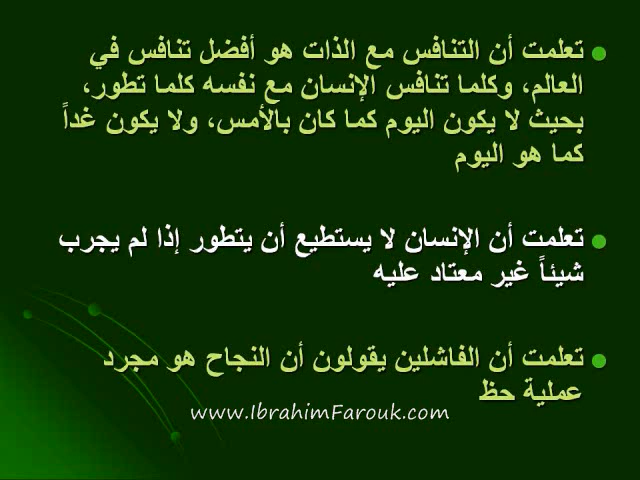 تعلمت أن التنافس مع الذات هو أفضل تنافس في
العالم، وكلما تنافس الإنسان مع نفسه كلما تطور،
بحيث لا يكون اليوم كما كان بالأمس، ولا يكون غداً
كما هو اليوم
تعلمت أن الإنسان لا يستطيع أن يتطور إذا لم يجرب
شيئاً غير معتاد عليه
تعلمت أن الفاشلين يقولون أن النجاح هو مجرد
عملية حظ
www.IbrahimFarouk.com